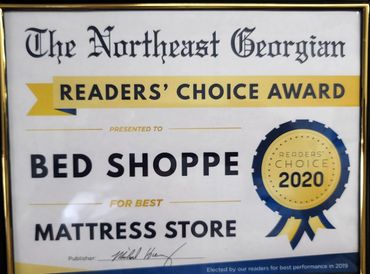 The Northeast Georgian
READERS' CHOICE AWARD
PRESENTED TO
BED SHOPPE
READERS'
CHOICE
2020
FOR BEST
MATTRESS STORE
Publisher:
Elected by our readers for best performance in 2019